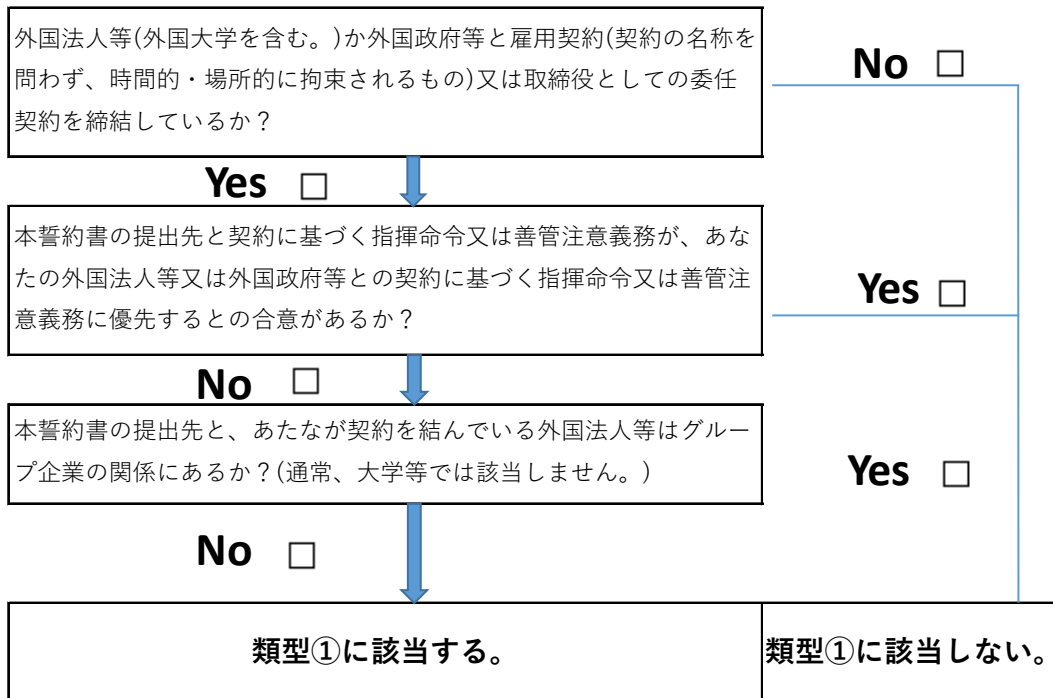 外国法人等(外国大学を含む。)か外国政府等と雇用契約(契約の名称を
問わず、時間的・場所的に拘束されるもの)又は取締役としての委任
契約を締結しているか？
No □
Yes □
本誓約書の提出先と契約に基づく指揮命令又は善管注意義務が、あな
たの外国法人等又は外国政府等との契約に基づく指揮命令又は善管注
意義務に優先するとの合意があるか？
Yes □
No □
本誓約書の提出先と、あたなが契約を結んでいる外国法人等はグルー
プ企業の関係にあるか？(通常、大学等では該当しません。)
Yes □
No □
類型①に該当する。
類型①に該当しない。